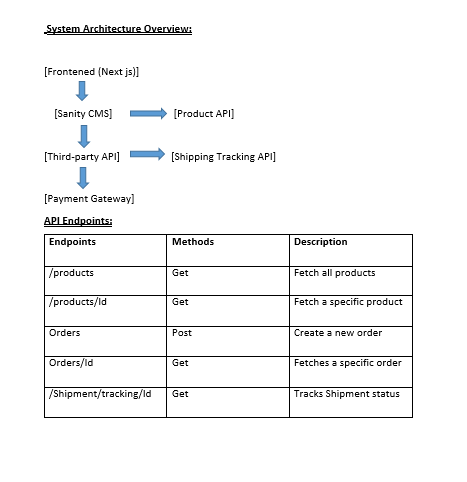 System Architecture Overview:
[Frontened (Next js)]
[Sanity CMS] [Product API]
[Third-party API] [Shipping Tracking API]
[Payment Gateway]
API Endpoints:
Endpoints Methods Description
/products Get Fetch all products
/products/Id Get Fetch a specific product
Orders Post Create a new order
Orders/Id Get Fetches a specific order
/Shipment/tracking/Id Get Tracks Shipment status